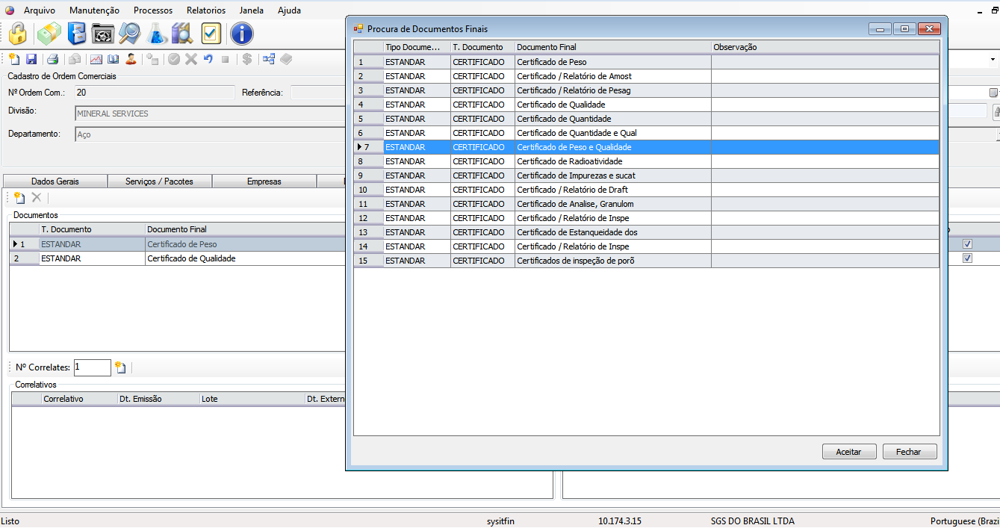 Arquivo Manutenção Processos Relatorios Janela Ajuda
Cadastro de Ordem Comerciais
Nº Ordem Com.: 20 Referência:
Divisão: MINERAL SERVICES
Departamento: Aço
Dados Gerais Serviços / Pacotes Empresas
Documentos
T. Documento Documento Final
1 ESTANDAR Certificado de Peso
2 ESTANDAR Certificado de Qualidade
Nº Correlates: 1
Correlativos
Correlativo Dt. Emissão Lote Dt. Extern
Procura de Documentos Finais
Tipo Docume... T. Documento Documento Final Observação
1 ESTANDAR CERTIFICADO Certificado de Peso
2 ESTANDAR CERTIFICADO Certificado / Relatório de Amost
3 ESTANDAR CERTIFICADO Certificado / Relatório de Pesag
4 ESTANDAR CERTIFICADO Certificado de Qualidade
5 ESTANDAR CERTIFICADO Certificado de Quantidade
6 ESTANDAR CERTIFICADO Certificado de Quantidade e Qual
7 ESTANDAR CERTIFICADO Certificado de Peso e Qualidade
8 ESTANDAR CERTIFICADO Certificado de Radioatividade
9 ESTANDAR CERTIFICADO Certificado de Impurezas e sucat
10 ESTANDAR CERTIFICADO Certificado / Relatório de Draft
11 ESTANDAR CERTIFICADO Certificado de Analise, Granulom
12 ESTANDAR CERTIFICADO Certificado / Relatório de Inspe
13 ESTANDAR CERTIFICADO Certificado de Estanqueidade dos
14 ESTANDAR CERTIFICADO Certificado / Relatório de Inspe
15 ESTANDAR CERTIFICADO Certificados de inspeção de porõ
Aceitar Fechar
Listo sysitfin 10.174.3.15 SGS DO BRASIL LTDA Portuguese (Brazi